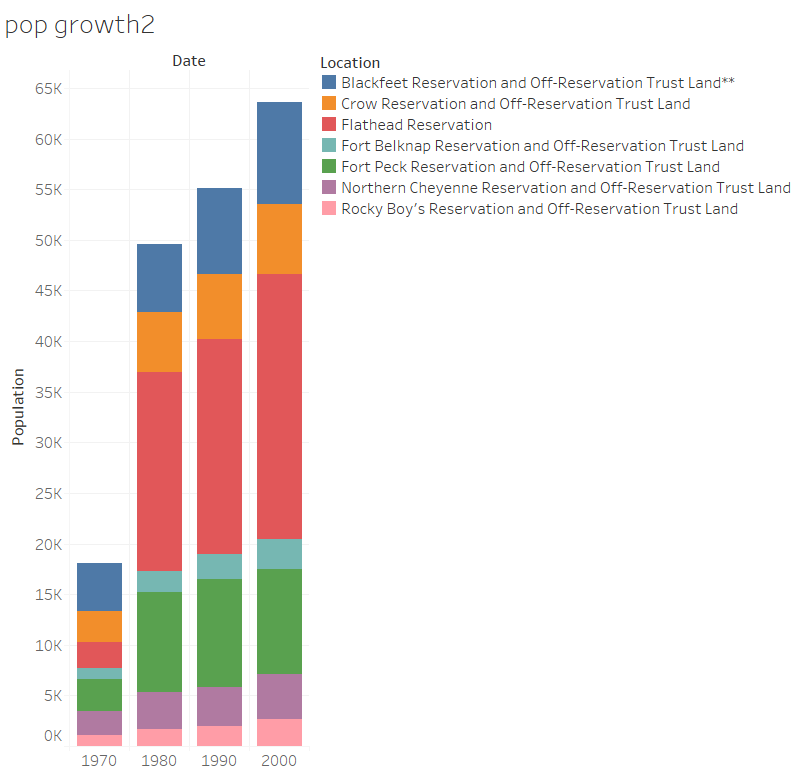 pop growth2
Date
Location
Blackfeet Reservation and Off-Reservation Trust Land**
Crow Reservation and Off-Reservation Trust Land
Flathead Reservation
Fort Belknap Reservation and Off-Reservation Trust Land
Fort Peck Reservation and Off-Reservation Trust Land
Northern Cheyenne Reservation and Off-Reservation Trust Land
Rocky Boy's Reservation and Off-Reservation Trust Land
Population
65K
60K
55K
50K
45K
40K
35K
30K
25K
20K
15K
10K
5K
0K
1970 1980 1990 2000